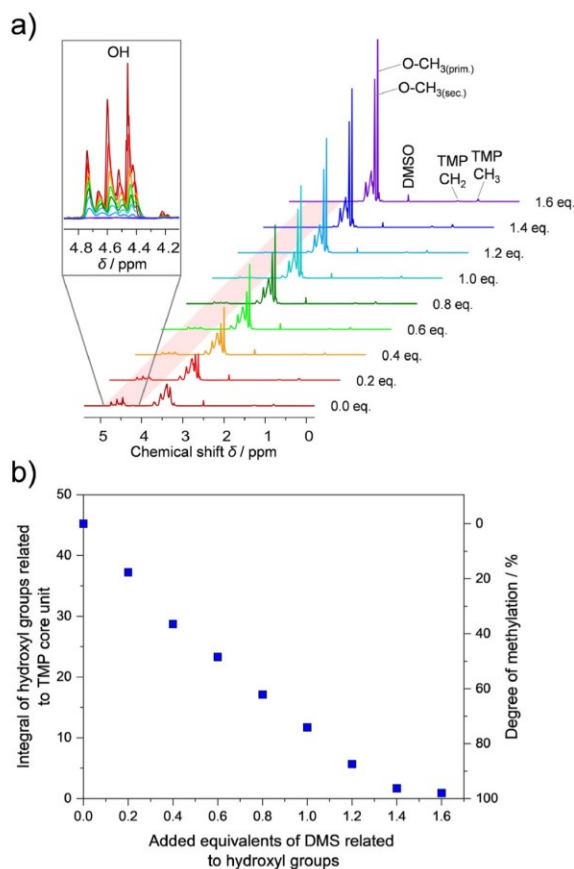 a)
OH
4.8 4.6 4.4 4.2
δ / ppm
O-CH3(prim.)
O-CH3(sec.)
DMSO
TMP
CH2
TMP
CH3
1.6 eq.
1.4 eq.
1.2 eq.
1.0 eq.
0.8 eq.
0.6 eq.
0.4 eq.
0.2 eq.
0.0 eq.
5 4 3 2 1 0
Chemical shift δ / ppm
b)
Integral of hydroxyl groups related
to TMP core unit
50
40
30
20
10
0
0
20
40
60
80
100
Degree of methylation / %
0.0 0.2 0.4 0.6 0.8 1.0 1.2 1.4 1.6
Added equivalents of DMS related
to hydroxyl groups